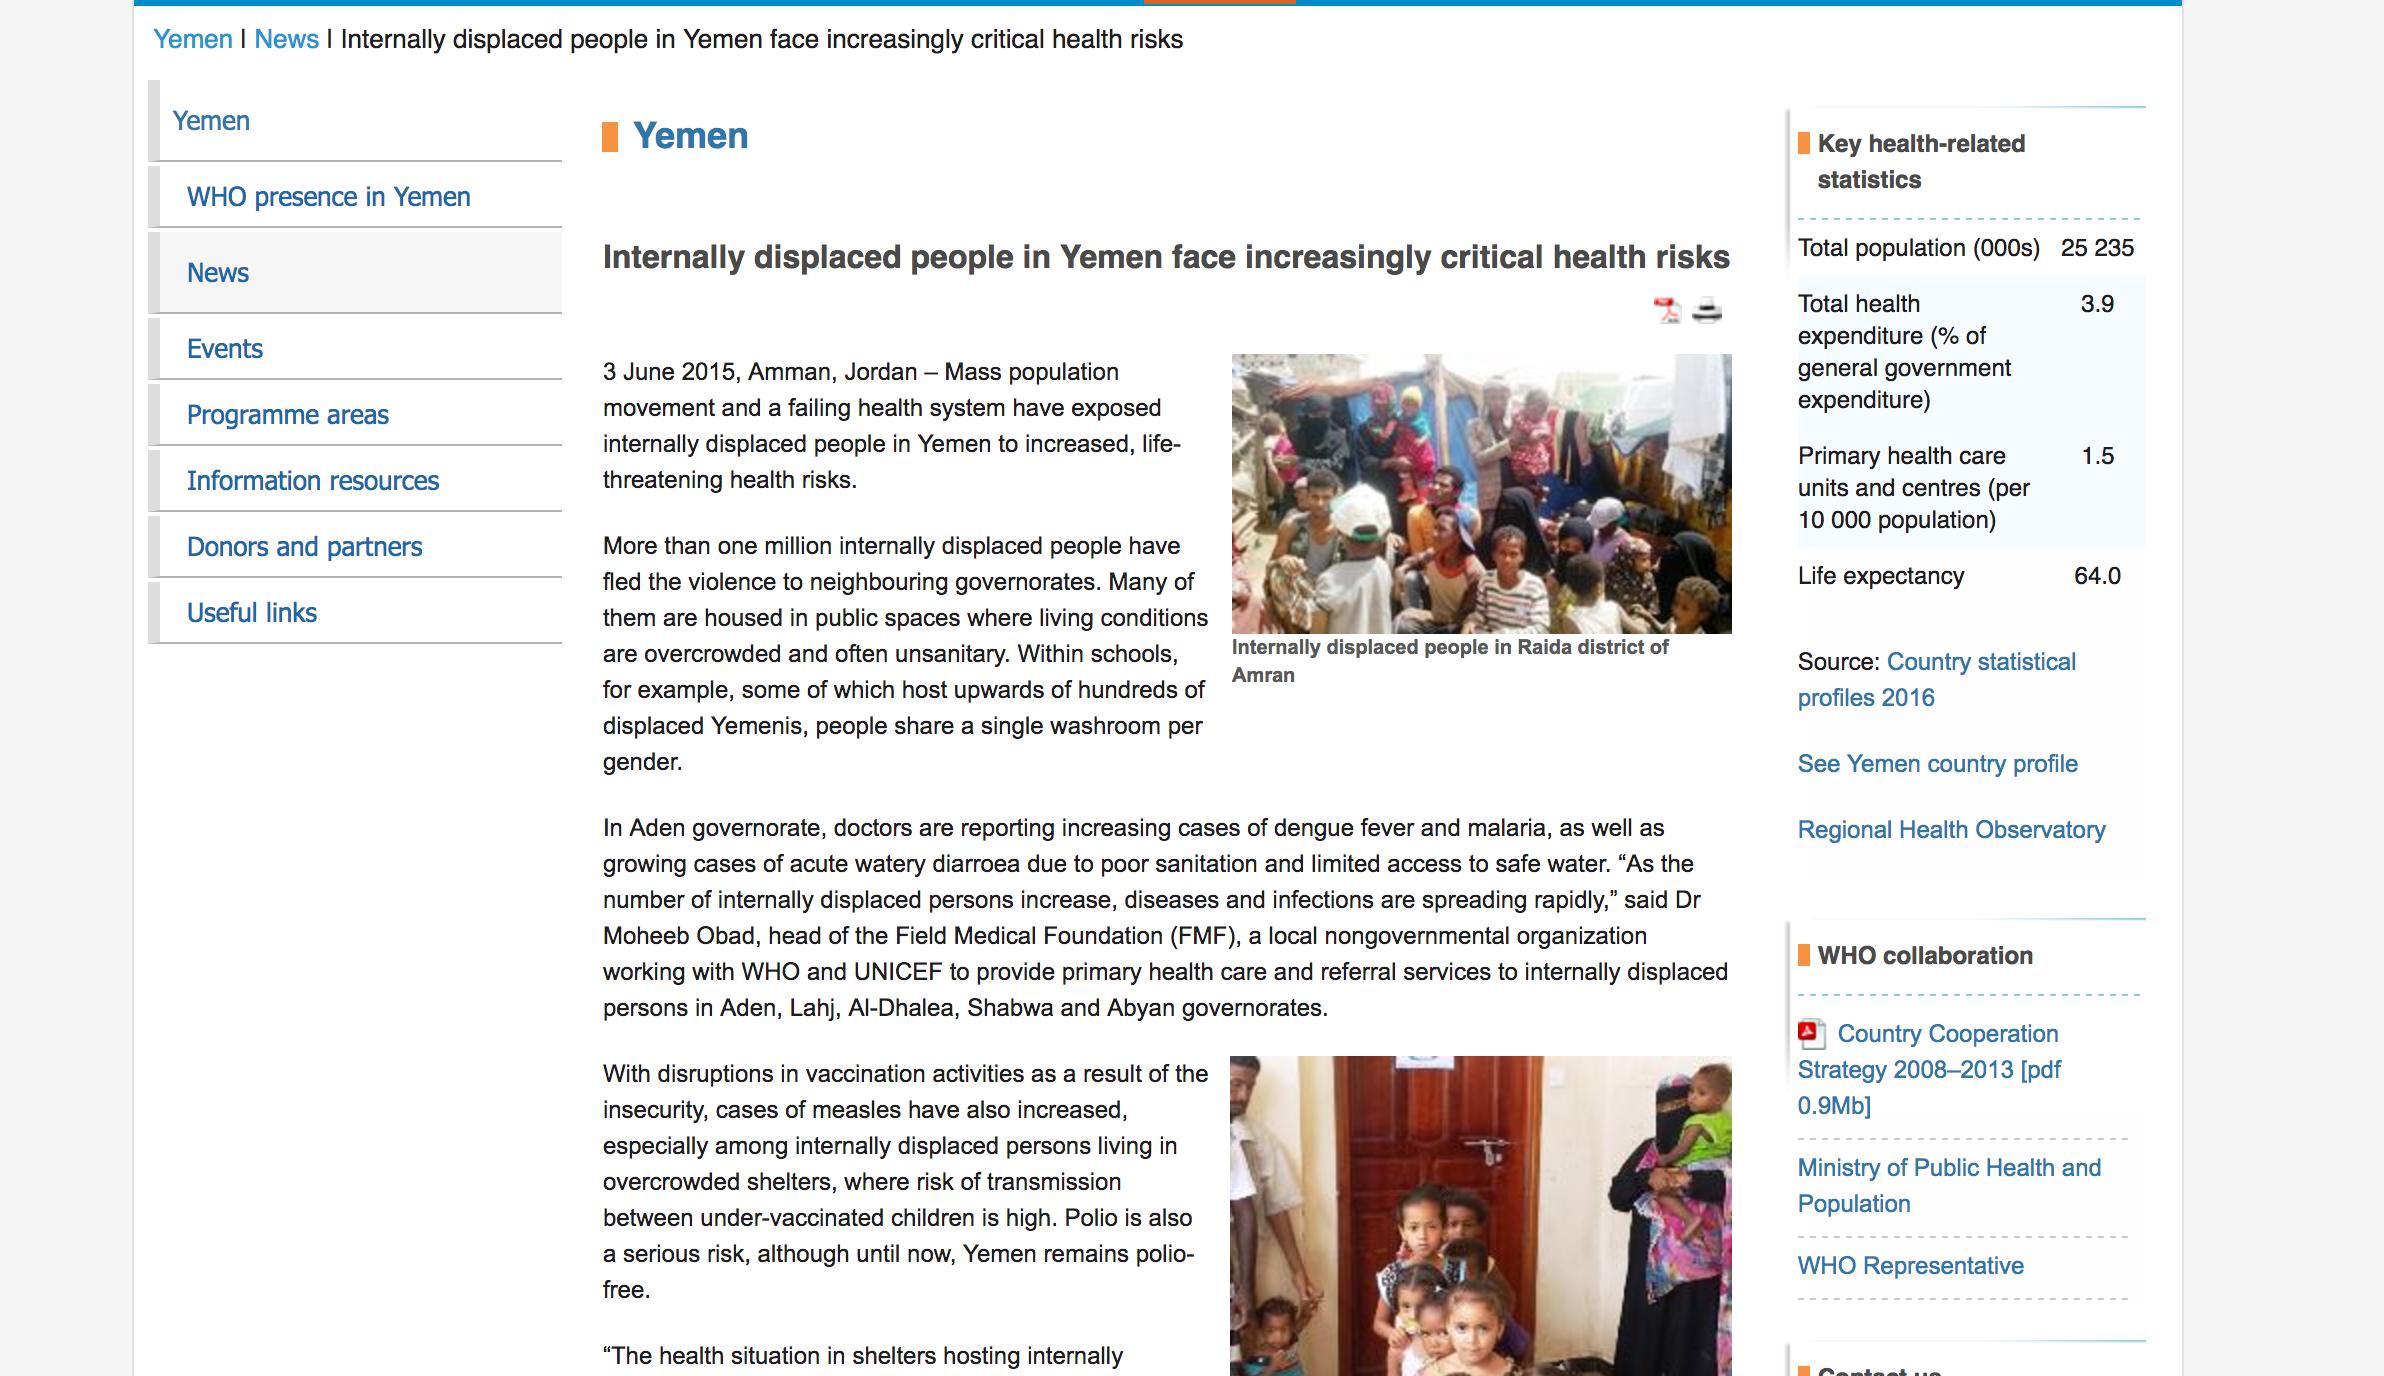 Yemen | News | Internally displaced people in Yemen face increasingly critical health risks
Yemen
WHO presence in Yemen
News
Events
Programme areas
Information resources
Donors and partners
Useful links
Yemen
Internally displaced people in Yemen face increasingly critical health risks
3 June 2015, Amman, Jordan – Mass population
movement and a failing health system have exposed
internally displaced people in Yemen to increased, life-
threatening health risks.
More than one million internally displaced people have
fled the violence to neighbouring governorates. Many of
them are housed in public spaces where living conditions
are overcrowded and often unsanitary. Within schools,
for example, some of which host upwards of hundreds of
displaced Yemenis, people share a single washroom per
gender.
Internally displaced people in Raida district of
Amran
In Aden governorate, doctors are reporting increasing cases of dengue fever and malaria, as well as
growing cases of acute watery diarroea due to poor sanitation and limited access to safe water. “As the
number of internally displaced persons increase, diseases and infections are spreading rapidly,” said Dr
Moheeb Obad, head of the Field Medical Foundation (FMF), a local nongovernmental organization
working with WHO and UNICEF to provide primary health care and referral services to internally displaced
persons in Aden, Lahj, Al-Dhalea, Shabwa and Abyan governorates.
With disruptions in vaccination activities as a result of the
insecurity, cases of measles have also increased,
especially among internally displaced persons living in
overcrowded shelters, where risk of transmission
between under-vaccinated children is high. Polio is also
a serious risk, although until now, Yemen remains polio-
free.
“The health situation in shelters hosting internally
Key health-related
statistics
Total population (000s) 25 235
Total health 3.9
expenditure (% of
general government
expenditure)
Primary health care 1.5
units and centres (per
10 000 population)
Life expectancy 64.0
Source: Country statistical
profiles 2016
See Yemen country profile
Regional Health Observatory
WHO collaboration
Country Cooperation
Strategy 2008–2013 [pdf
0.9Mb]
Ministry of Public Health and
Population
WHO Representative
Contact us